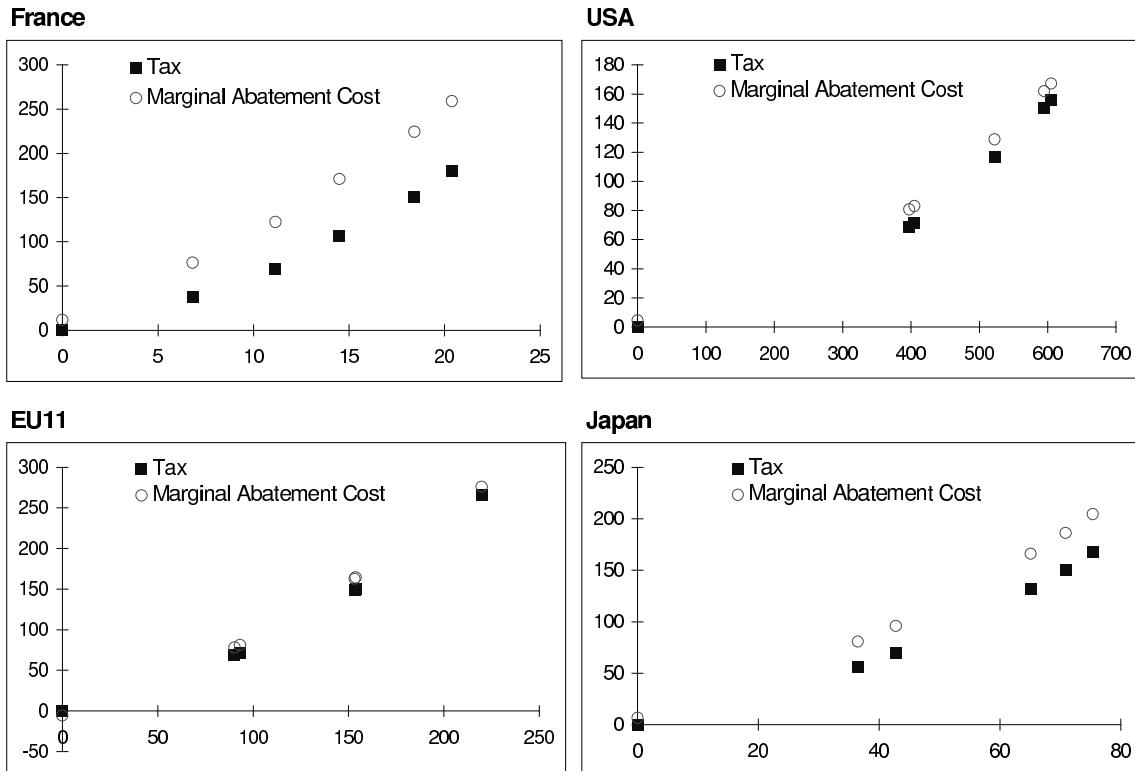 France
300
250
200
150
100
50
0
0 5 10 15 20 25
Tax
Marginal Abatement Cost
USA
180
160
140
120
100
80
60
40
20
0
0 100 200 300 400 500 600 700
Tax
Marginal Abatement Cost
EU11
300
250
200
150
100
50
0
-50
0 50 100 150 200 250
Tax
Marginal Abatement Cost
Japan
250
200
150
100
50
0
0 20 40 60 80
Tax
Marginal Abatement Cost